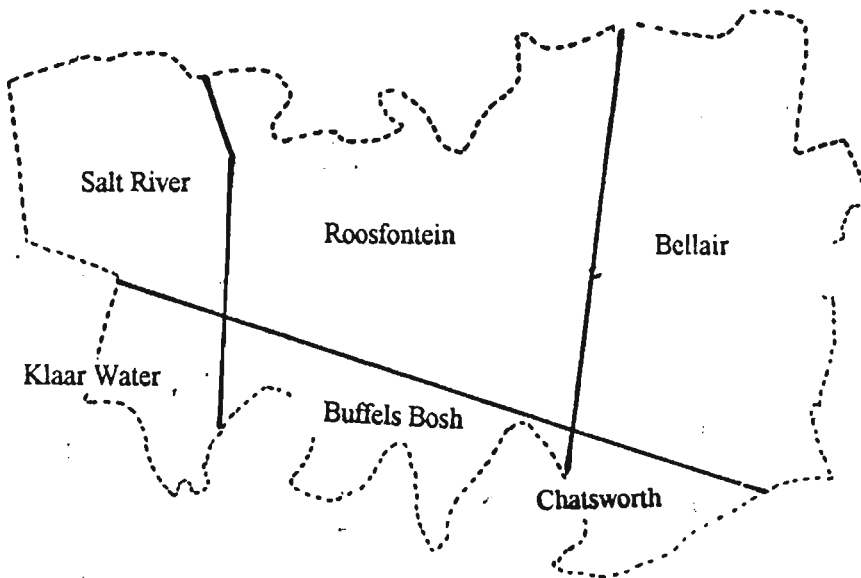 Salt River
Roosfontein
Bellair
Klaar Water
Buffels Bosh
Chatsworth